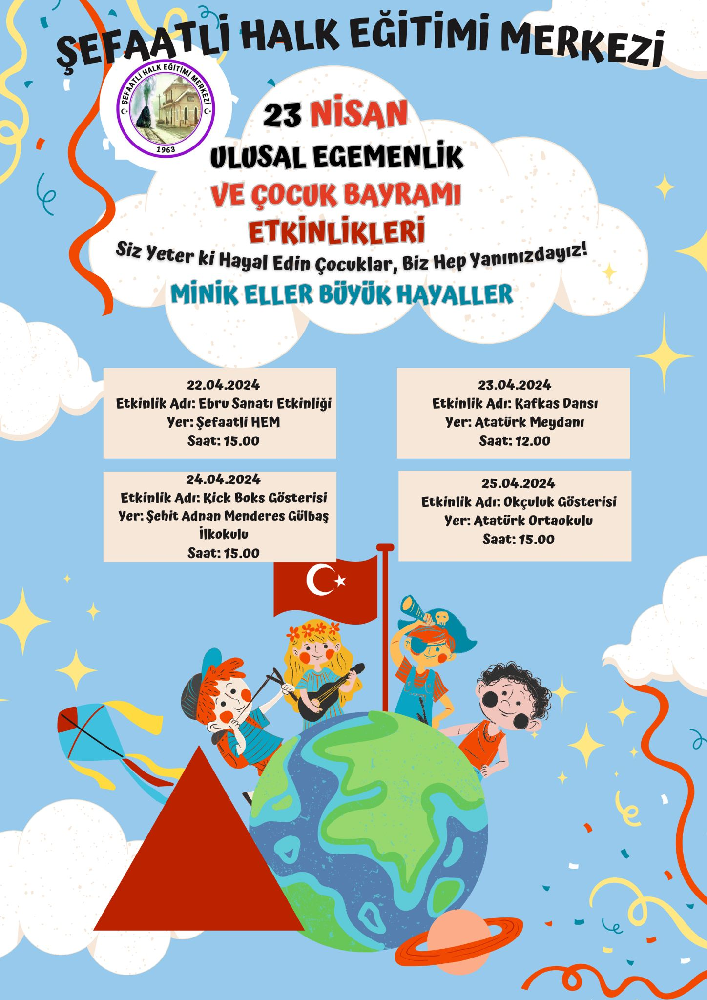 ŞEFAATLİ HALK EĞİTİMİ MERKEZİ
ŞEFAATLİ HALK EĞİTİMİ MERKEZİ
1963
23 NİSAN
ULUSAL EGEMENLİK
VE ÇOCUK BAYRAMI
ETKİNLİKLERİ
Siz Yeter ki Hayal Edin Çocuklar, Biz Hep Yanınızdayız!
MİNİK ELLER BÜYÜK HAYALLER
22.04.2024
Etkinlik Adı: Ebru Sanatı Etkinliği
Yer: Şefaatli HEM
Saat: 15.00
23.04.2024
Etkinlik Adı: Kafkas Dansı
Yer: Atatürk Meydanı
Saat: 12.00
24.04.2024
Etkinlik Adı: Kick Boks Gösterisi
Yer: Şehit Adnan Menderes Gülbaş
İlkokulu
Saat: 15.00
25.04.2024
Etkinlik Adı: Okçuluk Gösterisi
Yer: Atatürk Ortaokulu
Saat: 15.00